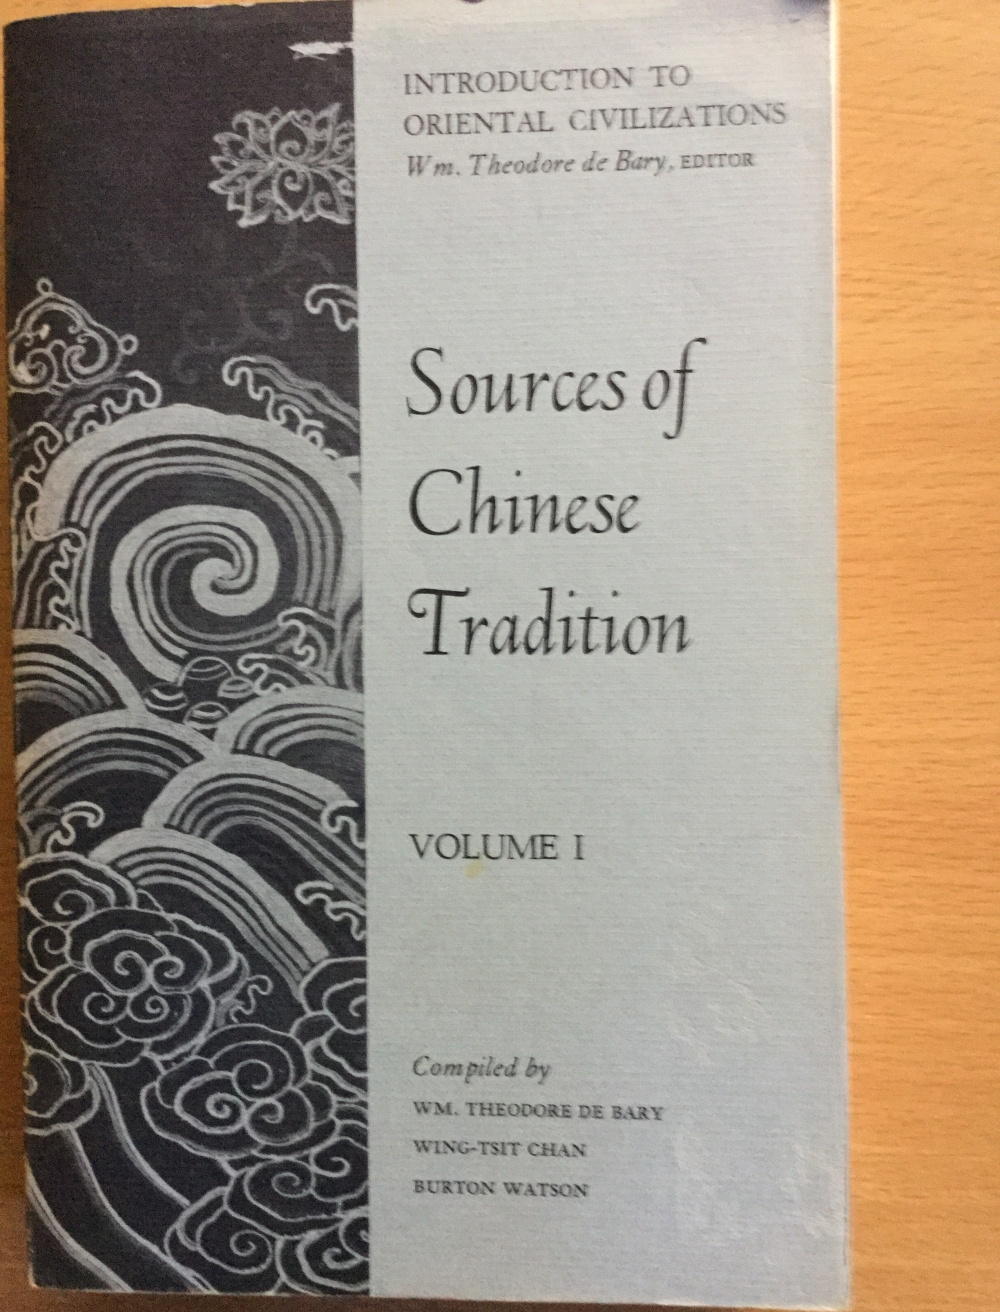 INTRODUCTION TO
ORIENTAL CIVILIZATIONS
Wm. Theodore de Bary, EDITOR
Sources of
Chinese
Tradition
VOLUME I
Compiled by
WM. THEODORE DE BARY
WING-TSIT CHAN
BURTON WATSON